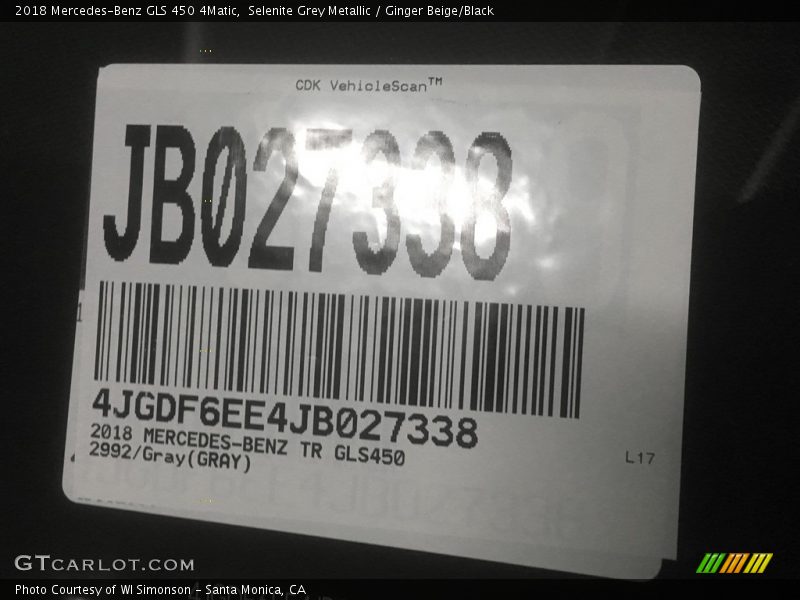 2018 Mercedes-Benz GLS 450 4Matic,  Selenite Grey Metallic / Ginger Beige/Black
CDK VehicleScan™
JB027338
4JGDF6EE4JB027338
2018 MERCEDES-BENZ TR GLS450
2992/Gray(GRAY)
L17
GTCARLOT.COM
Photo Courtesy of WI Simonson - Santa Monica, CA